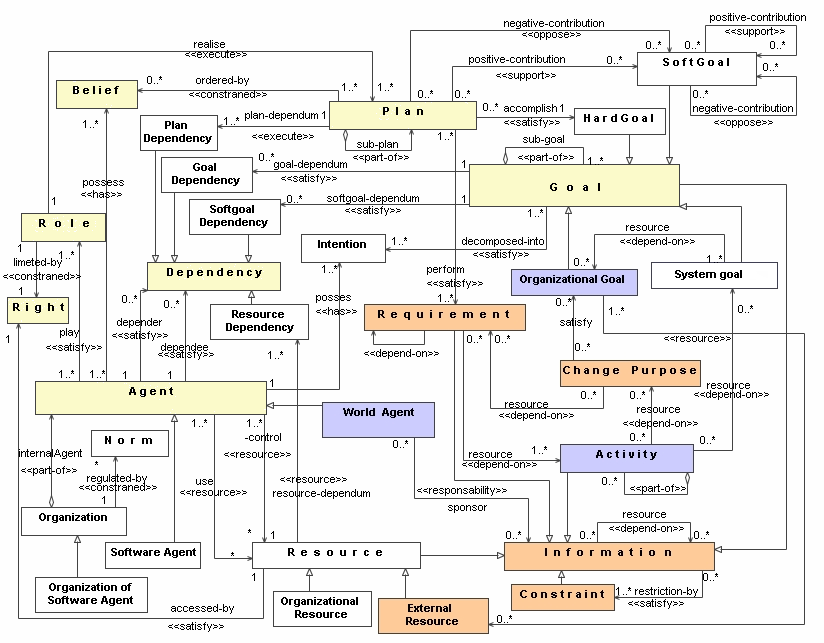 negative-contribution
<<oppose>>
positive-contribution
<<support>>
realise
<<execute>>
0..*
0..*
0..*
SoftGoal
positive-contribution
<<support>>
0..*
0..*
0..*
negative-contribution
<<oppose>>
Belief
0..*
ordered-by
<<constraned>>
1..*
1..*
0..*
0..*
Plan
0..*
accomplish 1
<<satisfy>>
HardGoal
1..*
Plan
Dependency
1..*
plan-dependum 1
<<execute>>
sub-plan
<<part-of>>
sub-goal
<<part-of>>
1..*
Goal
Dependency
0..*
goal-dependum
<<satisfy>>
1
Goal
possess
<<has>>
Softgoal
Dependency
0..*
softgoal-dependum
<<satisfy>>
1
1..*
1
Role
1
limeted-by
<<constraned>>
1..*
Intention
1..*
decomposed-into
<<satisfy>>
resource
<<depend-on>>
1..*
0..*
Dependency
1..*
posses
<<has>>
perform
<<satisfy>>
1..*
Organizational Goal
System goal
1
Right
1
0..*
0..*
Resource
Dependency
Requirement
0..*
1..*
0..*
depender
<<satisfy>>
dependee
<<satisfy>>
play
<<satisfy>>
<<depend-on>>
0..*
0..*
satisfy
<<resource>>
1..*
0..*
Change Purpose
1..*
1..*
1
1
1
Agent
0..*
resource
<<depend-on>>
resource
<<depend-on>>
0..*
resource
<<depend-on>>
World Agent
0..*
1..*
1..*
-control
<<resource>>
Norm
*
internalAgent
<<part-of>>
regulated-by
<<constraned>>
1
use
<<resource>>
<<resource>>
resource-dependum
resource
<<depend-on>>
1..*
0..*
0..*
Activity
0..*
<<part-of>>
<<responsability>>
sponsor
Organization
*
*
1
0..*
0..*
resource
<<depend-on>>
0..*
Software Agent
Resource
1
Information
0..*
Organization of
Software Agent
accessed-by
<<satisfy>>
Organizational
Resource
External
Resource
0..*
Constraint
1..*
restriction-by
<<satisfy>>